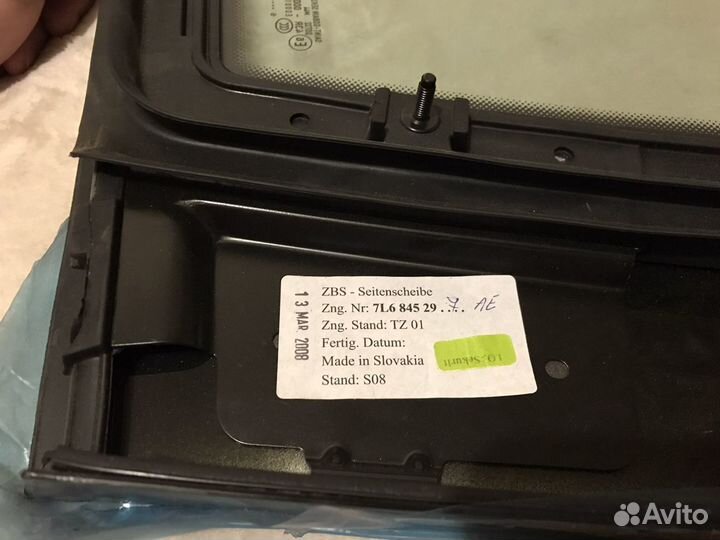 ZBS - Seitenscheibe
Zng. Nr: 7L6 845 29 .... 7. AE
Zng. Stand: TZ 01
Fertig. Datum:
Made in Slovakia
Stand: S08
13 MAR 2008
I.O. Sekurit
Avito